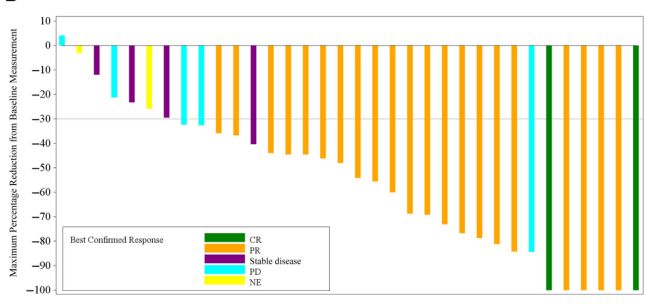 Maximum Percentage Reduction from Baseline Measurement
10
0
−10
−20
−30
−40
−50
−60
−70
−80
−90
−100
Best Confirmed Response
CR
PR
Stable disease
PD
NE